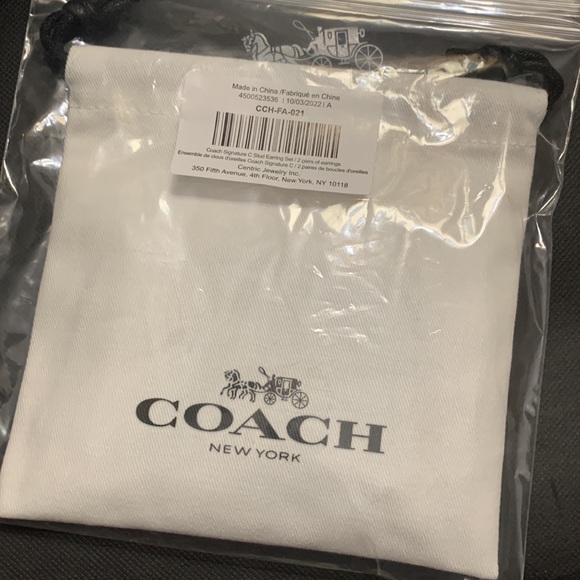 Made in China /Fabriqué en Chine
4500523536 | 10/03/2022 | A
CCH-FA-021
Coach Signature C Stud Earring Set / 2 pairs of earrings
Ensemble de clous d'oreilles Coach Signature C / 2 paires de boucles d'oreilles
Centric Jewelry Inc.
350 Fifth Avenue, 4th Floor, New York, NY 10118
COACH
NEW YORK